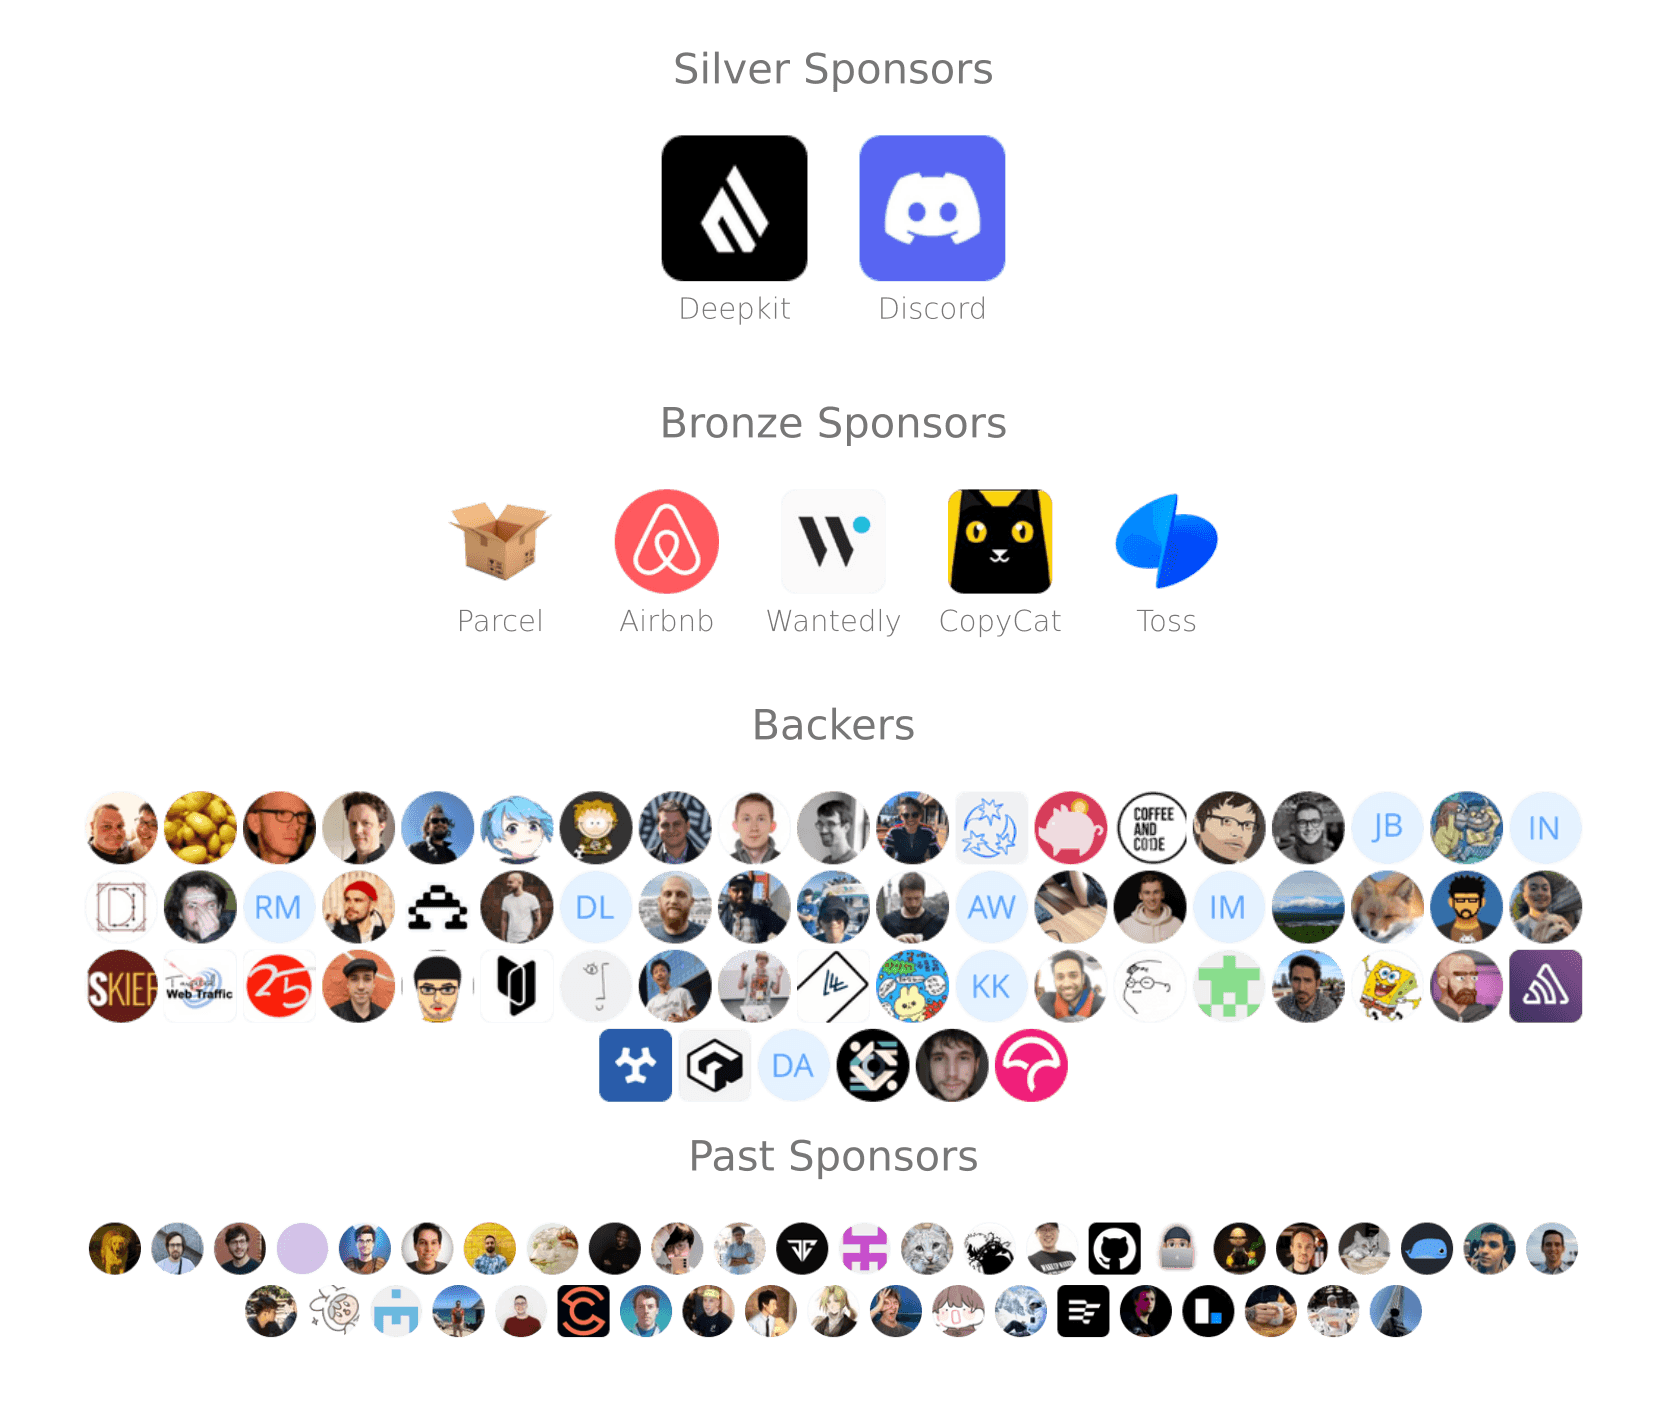 Silver Sponsors
Deepkit
Discord
Bronze Sponsors
Parcel
Airbnb
Wantedly
CopyCat
Toss
Backers
COFFEE
AND
CODE
JB
IN
RM
DL
AW
IM
SKIER
Web Traffic
25
KK
DA
Past Sponsors